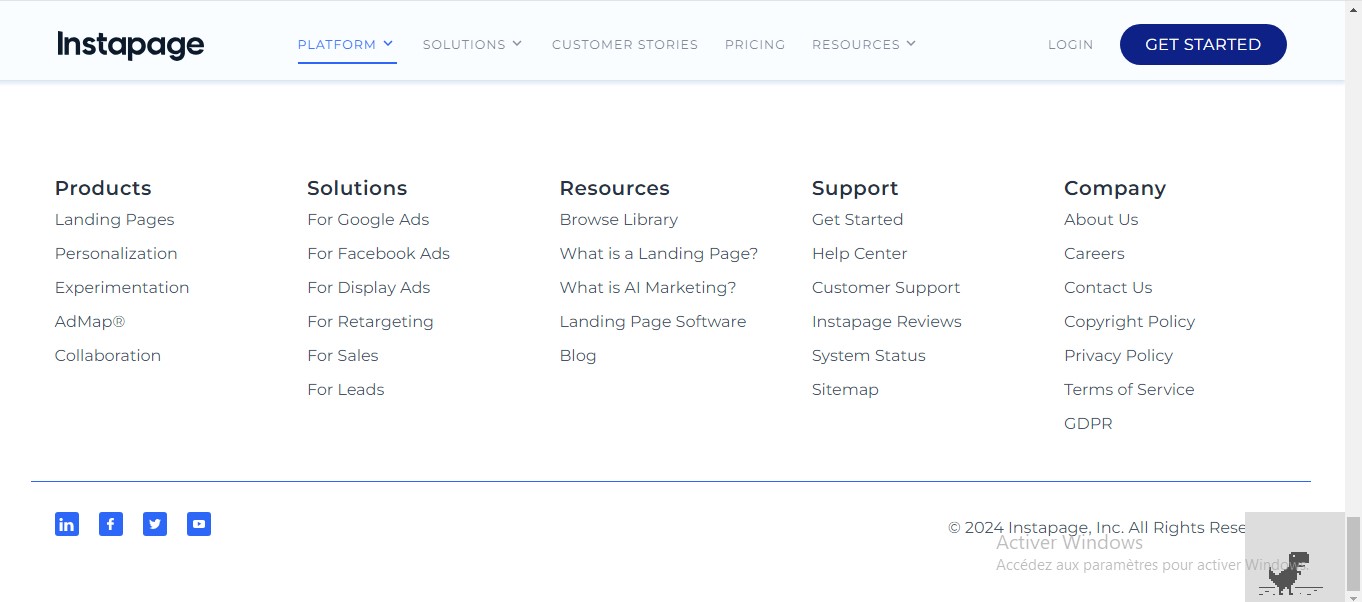 Instapage
PLATFORM
SOLUTIONS
CUSTOMER STORIES
PRICING
RESOURCES
LOGIN
GET STARTED
Products
Landing Pages
Personalization
Experimentation
AdMap®
Collaboration
Solutions
For Google Ads
For Facebook Ads
For Display Ads
For Retargeting
For Sales
For Leads
Resources
Browse Library
What is a Landing Page?
What is AI Marketing?
Landing Page Software
Blog
Support
Get Started
Help Center
Customer Support
Instapage Reviews
System Status
Sitemap
Company
About Us
Careers
Contact Us
Copyright Policy
Privacy Policy
Terms of Service
GDPR
in
f
© 2024 Instapage, Inc. All Rights Rese
Activer Windows
Accédez aux paramètres pour activer Windows.